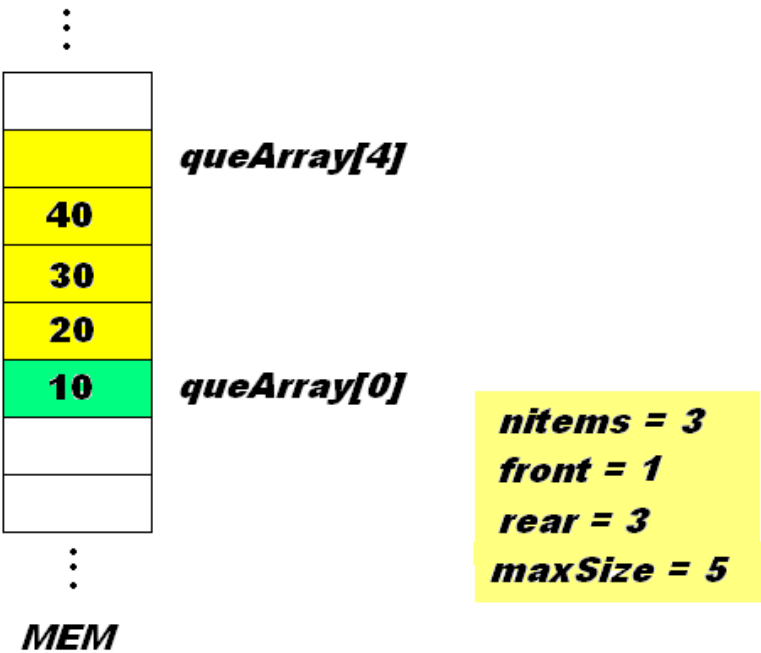 queArray[4]
40
30
20
10 queArray[0]
nitems = 3
front = 1
rear = 3
maxSize = 5
MEM